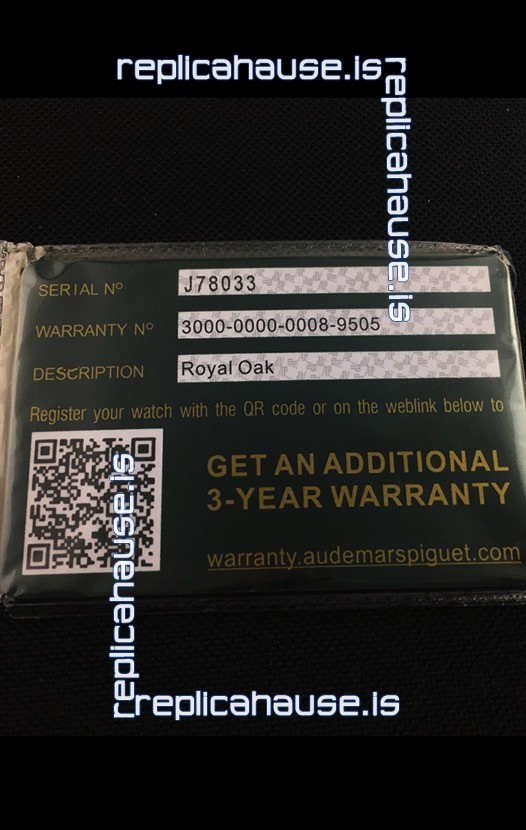 replicahause.is
replicahause.is
SERIAL Nº
J78033
WARRANTY Nº
3000-0000-0008-9505
DESCRIPTION
Royal Oak
Register your watch with the QR code or on the weblink below to
GET AN ADDITIONAL
3-YEAR WARRANTY
warranty.audemarspiguet.com
replicahause.is
replicahause.is